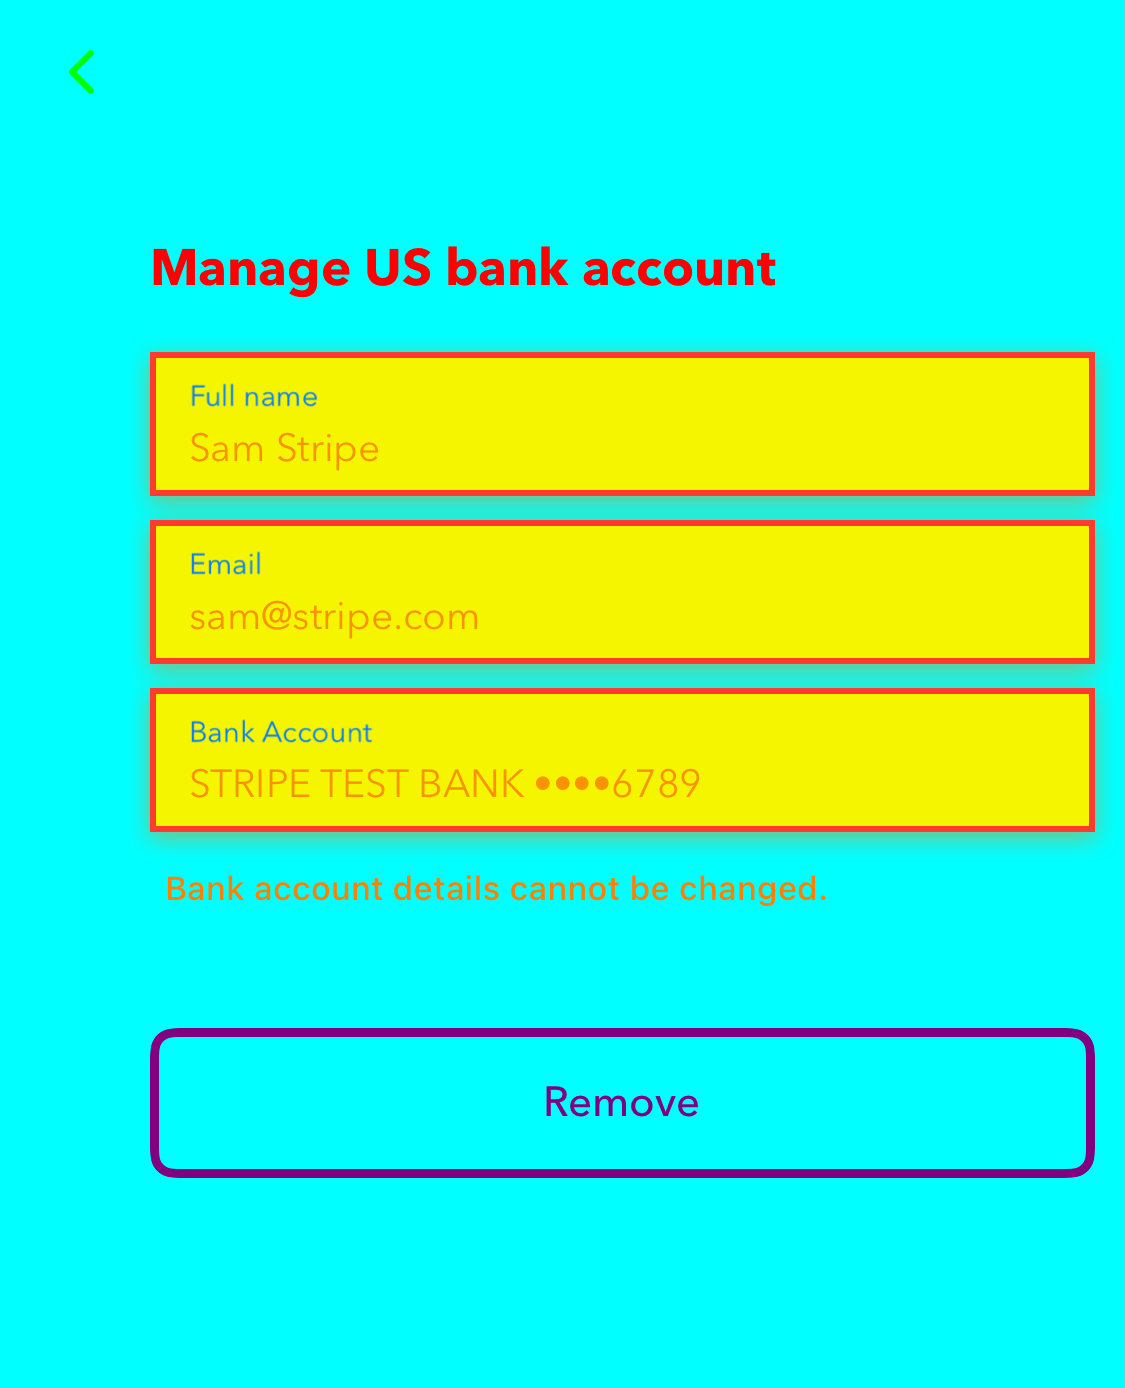 Manage US bank account
Full name
Sam Stripe
Email
sam@stripe.com
Bank Account
STRIPE TEST BANK ••••6789
Bank account details cannot be changed.
Remove